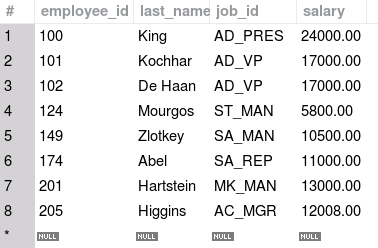 # employee_id last_name job_id salary
1 100 King AD_PRES 24000.00
2 101 Kochhar AD_VP 17000.00
3 102 De Haan AD_VP 17000.00
4 124 Mourgos ST_MAN 5800.00
5 149 Zlotkey SA_MAN 10500.00
6 174 Abel SA_REP 11000.00
7 201 Hartstein MK_MAN 13000.00
8 205 Higgins AC_MGR 12008.00
* NULL NULL NULL NULL